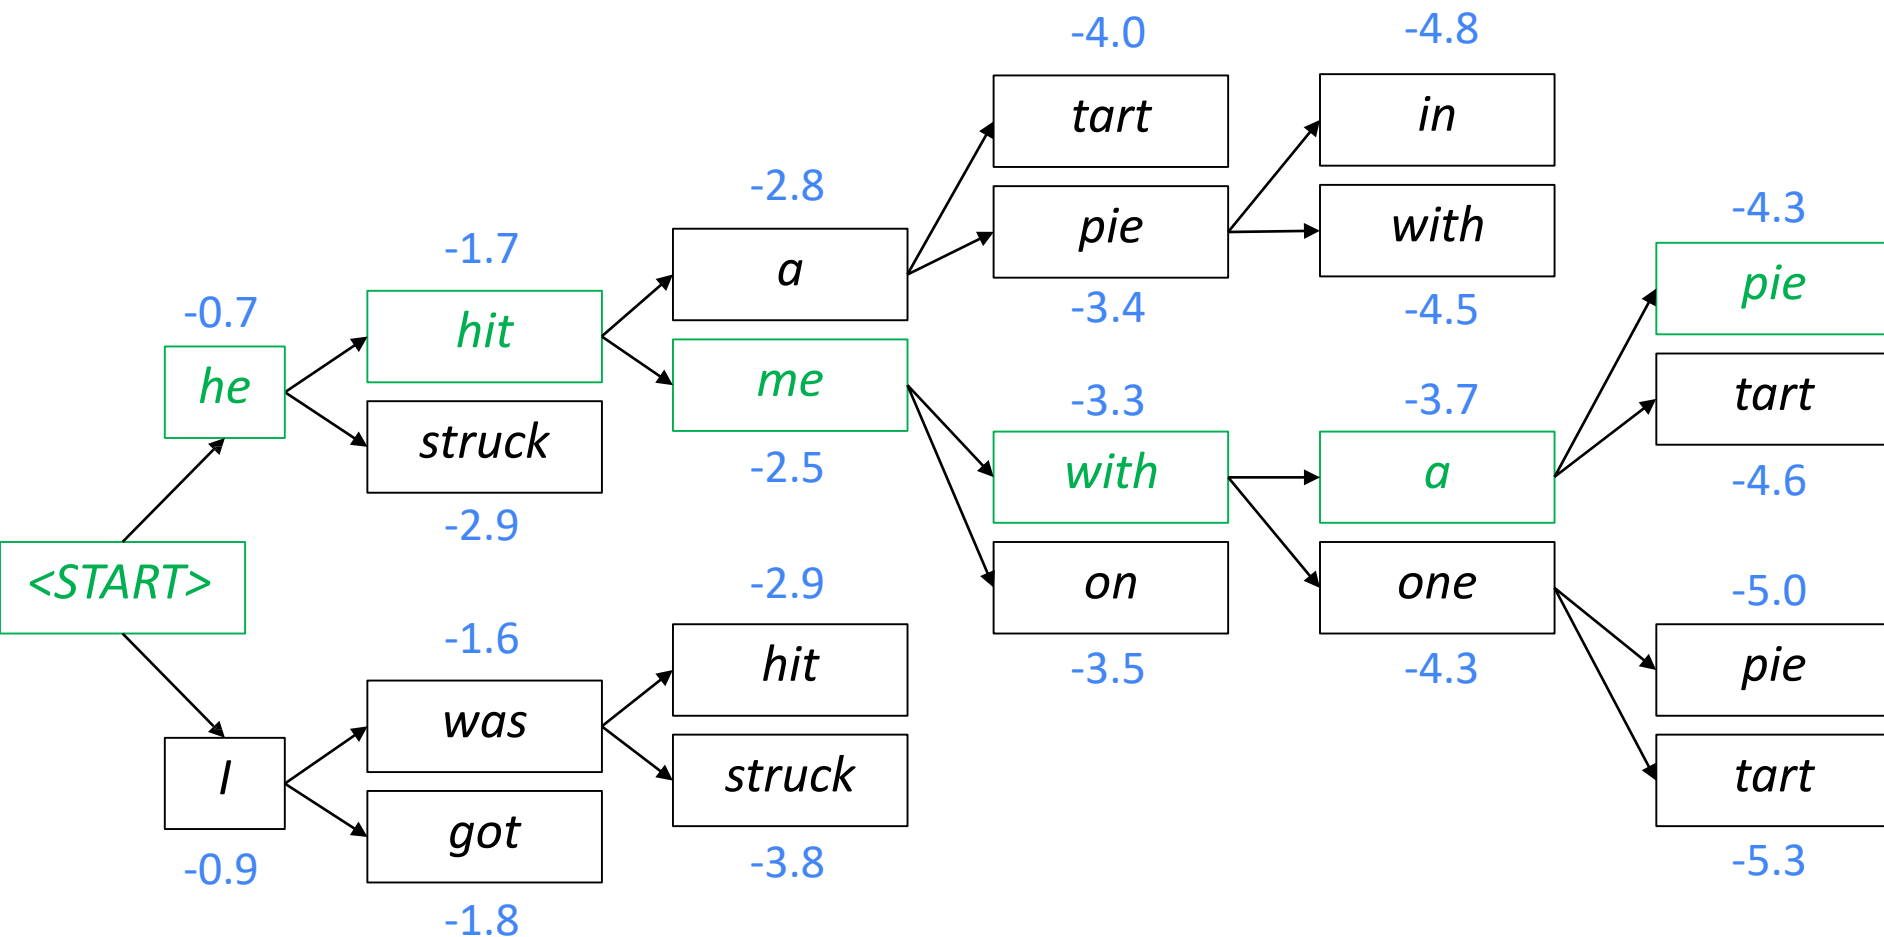 <START>
-0.7
he
I
-0.9
-1.7
hit
struck
-2.9
-1.6
was
got
-1.8
-2.8
a
me
-2.5
-2.9
hit
struck
-3.8
-4.0
tart
pie
-3.4
-3.3
with
on
-3.5
-4.8
in
with
-4.5
-3.7
a
one
-4.3
-4.3
pie
tart
-4.6
-5.0
pie
tart
-5.3